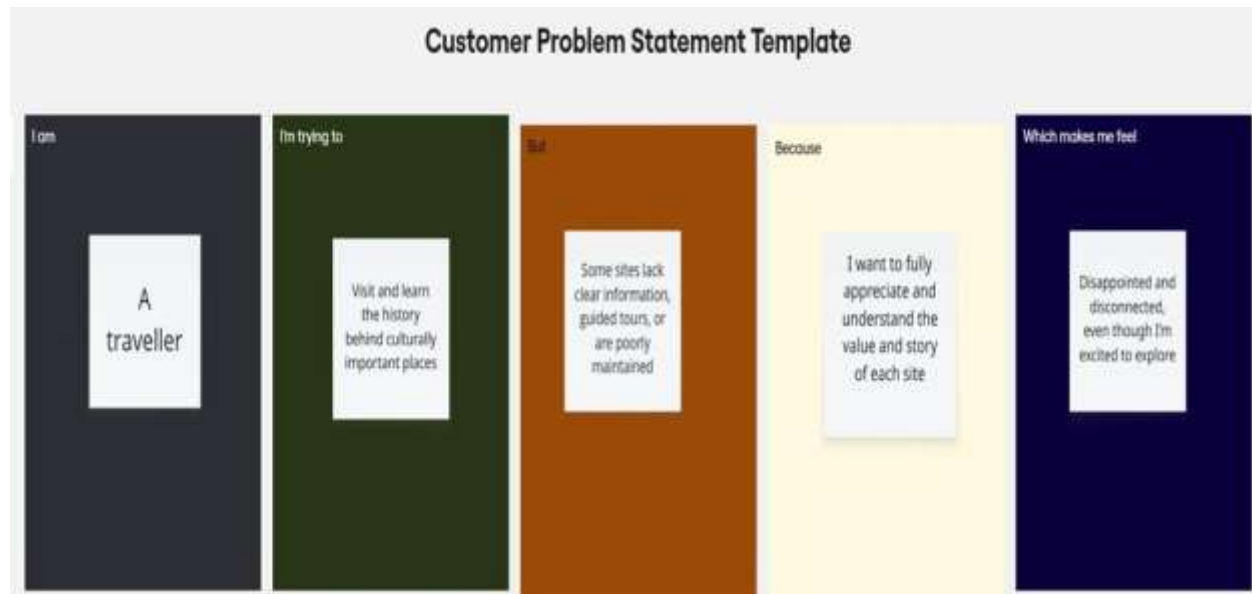 Customer Problem Statement Template
I am
A
traveller
I'm trying to
Visit and learn
the history
behind culturally
important places
But
Some sites lack
clear information,
guided tours, or
are poorly
maintained
Because
I want to fully
appreciate and
understand the
value and story
of each site
Which makes me feel
Disappointed and
disconnected,
even though I'm
excited to explore